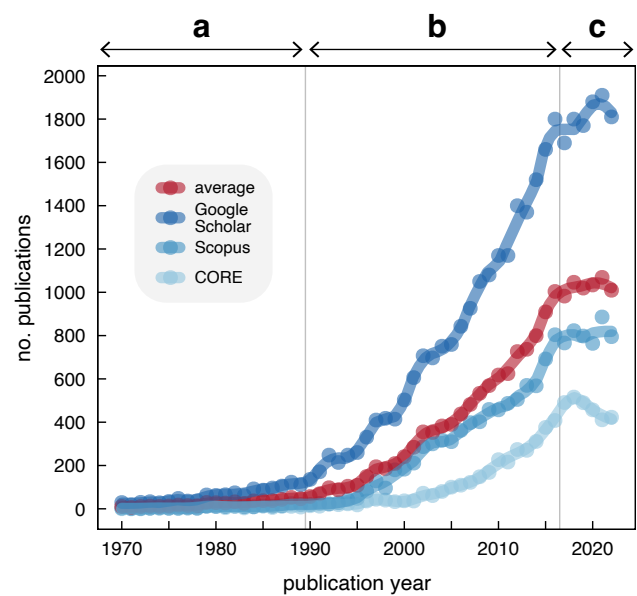 a b c
2000
1800
1600
1400
1200
1000
800
600
400
200
0
no. publications
average
Google
Scholar
Scopus
CORE
1970 1980 1990 2000 2010 2020
publication year